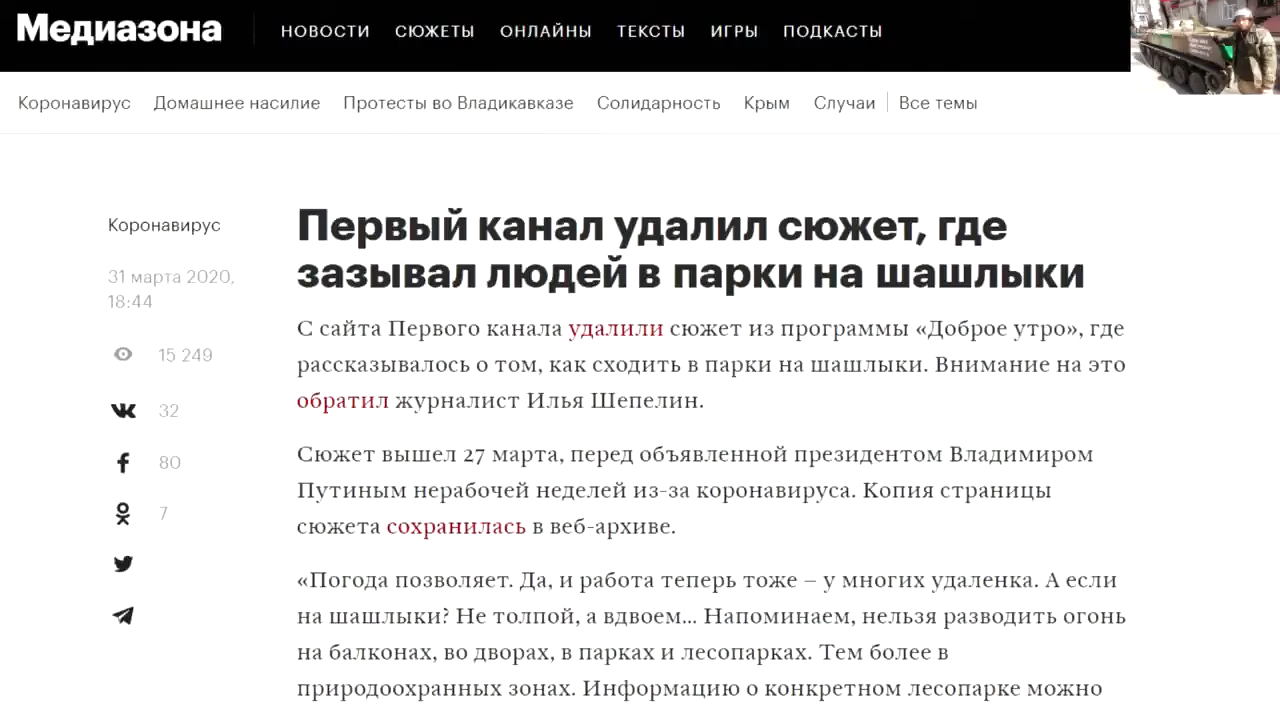 Медиазона
НОВОСТИ СЮЖЕТЫ ОНЛАЙНЫ ТЕКСТЫ ИГРЫ ПОДКАСТЫ
Коронавирус Домашнее насилие Протесты во Владикавказе Солидарность Крым Случаи Все темы
Коронавирус
31 марта 2020,
18:44
15 249
32
80
7
Первый канал удалил сюжет, где
зазывал людей в парки на шашлыки
С сайта Первого канала удалили сюжет из программы «Доброе утро», где
рассказывалось о том, как сходить в парки на шашлыки. Внимание на это
обратил журналист Илья Шепелин.
Сюжет вышел 27 марта, перед объявленной президентом Владимиром
Путиным нерабочей неделей из-за коронавируса. Копия страницы
сюжета сохранилась в веб-архиве.
«Погода позволяет. Да, и работа теперь тоже – у многих удаленка. А если
на шашлыки? Не толпой, а вдвоем... Напоминаем, нельзя разводить огонь
на балконах, во дворах, в парках и лесопарках. Тем более в
природоохранных зонах. Информацию о конкретном лесопарке можно